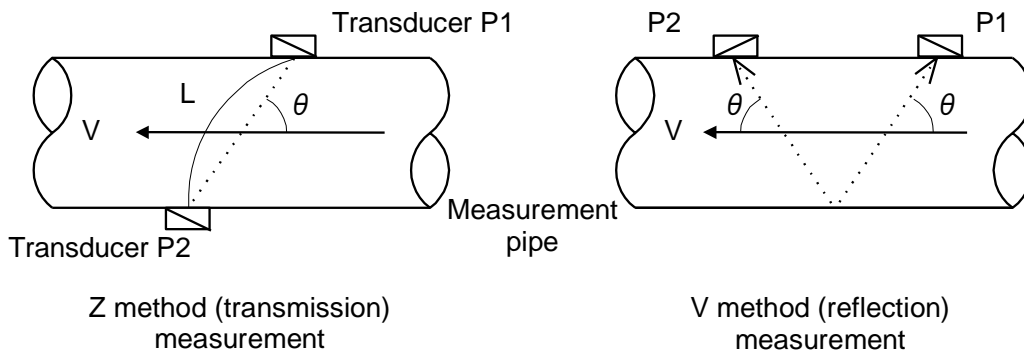 Transducer P1
L
θ
V
Transducer P2
Z method (transmission)
measurement
Measurement
pipe
P2
P1
θ
θ
V
V method (reflection)
measurement